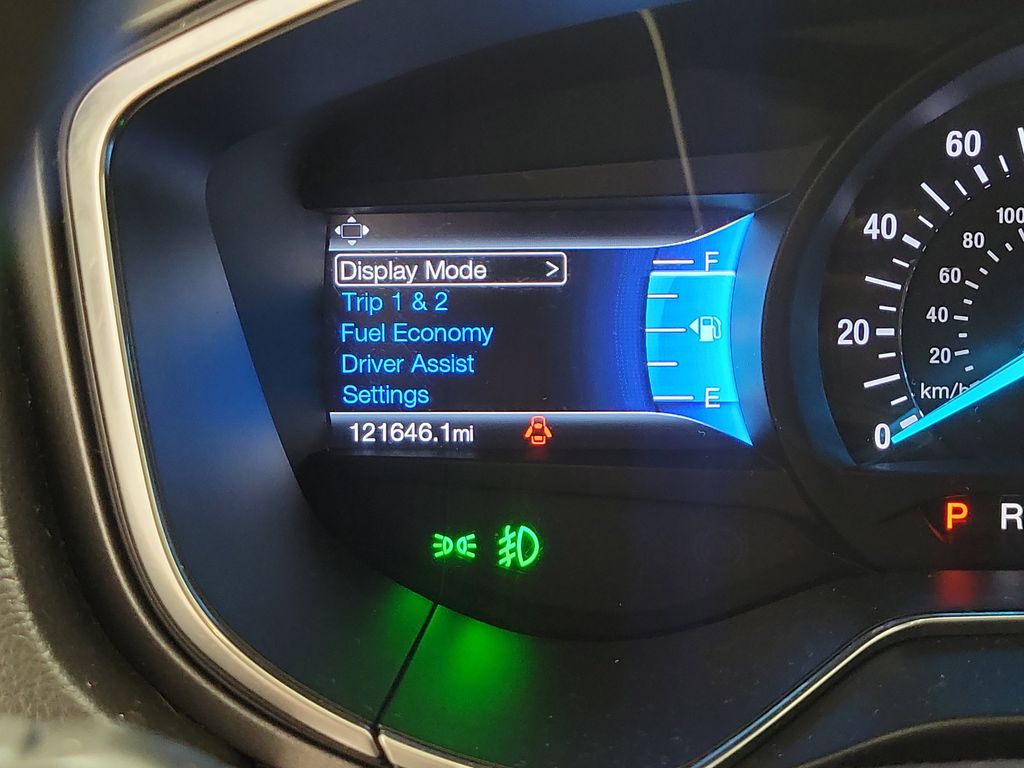 Display Mode >
Trip 1 & 2
Fuel Economy
Driver Assist
Settings
121646.1mi
F
E
60
40
20
0
100
80
60
40
20
km/h
P R